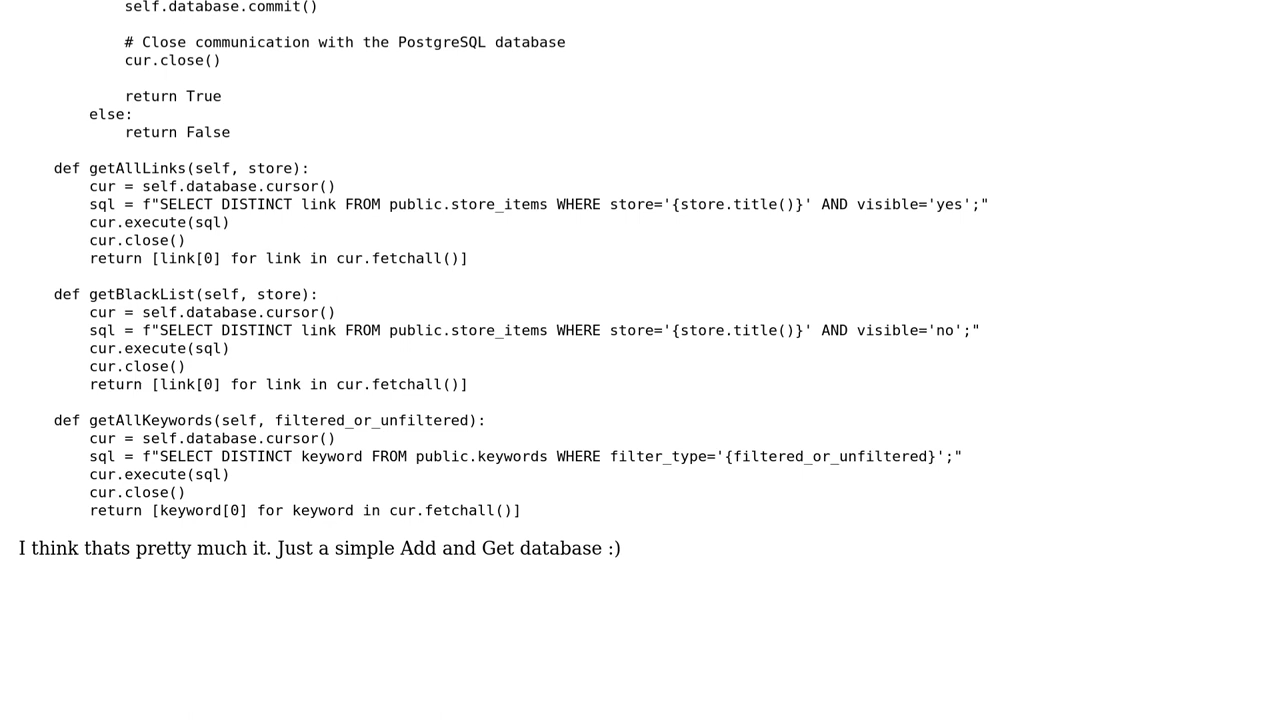 self.database.commit()

            # Close communication with the PostgreSQL database
            cur.close()

            return True
        else:
            return False

    def getAllLinks(self, store):
        cur = self.database.cursor()
        sql = f"SELECT DISTINCT link FROM public.store_items WHERE store='{store.title()}' AND visible='yes';"
        cur.execute(sql)
        cur.close()
        return [link[0] for link in cur.fetchall()]

    def getBlackList(self, store):
        cur = self.database.cursor()
        sql = f"SELECT DISTINCT link FROM public.store_items WHERE store='{store.title()}' AND visible='no';"
        cur.execute(sql)
        cur.close()
        return [link[0] for link in cur.fetchall()]

    def getAllKeywords(self, filtered_or_unfiltered):
        cur = self.database.cursor()
        sql = f"SELECT DISTINCT keyword FROM public.keywords WHERE filter_type='{filtered_or_unfiltered}';"
        cur.execute(sql)
        cur.close()
        return [keyword[0] for keyword in cur.fetchall()]

I think thats pretty much it. Just a simple Add and Get database :)